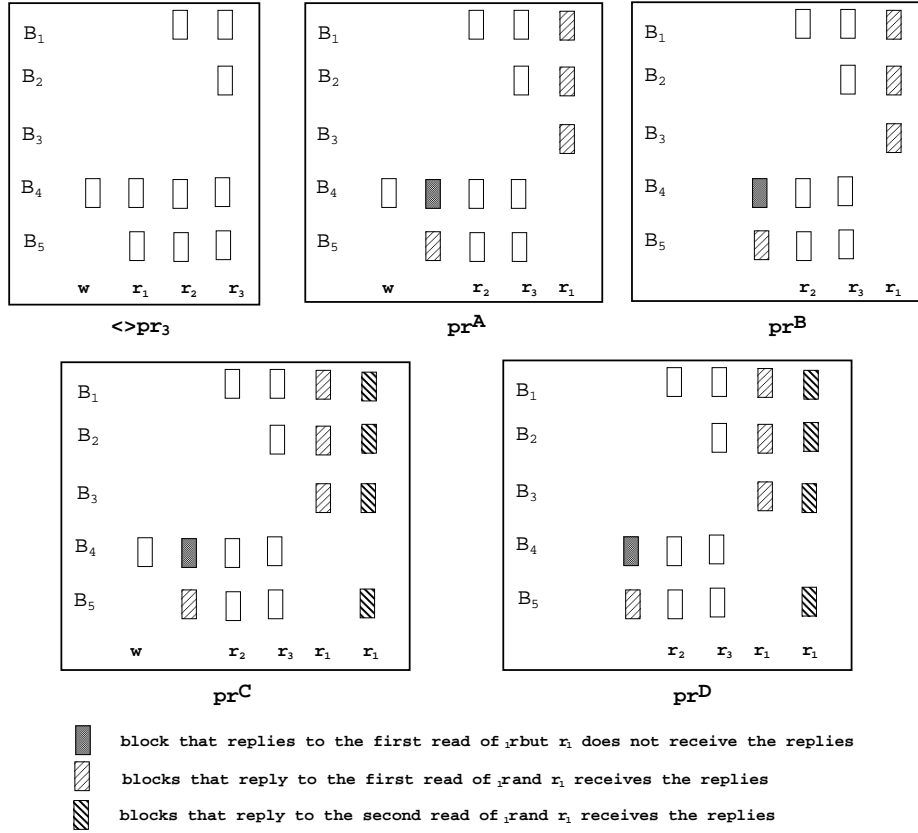 B₁ B₁ B₁
B₂ B₂ B₂
B₃ B₃ B₃
B₄ B₄ B₄
B₅ B₅ B₅
w r₁ r₂ r₃ w r₂ r₃ r₁ r₂ r₃ r₁
<>pr₃ prᴬ prᴮ
B₁ B₁
B₂ B₂
B₃ B₃
B₄ B₄
B₅ B₅
w r₂ r₃ r₁ r₁ r₂ r₃ r₁ r₁
prC prᴰ
block that replies to the first read of ₁rbut r₁ does not receive the replies
blocks that reply to the first read of ₁rand r₁ receives the replies
blocks that reply to the second read of ₁rand r₁ receives the replies